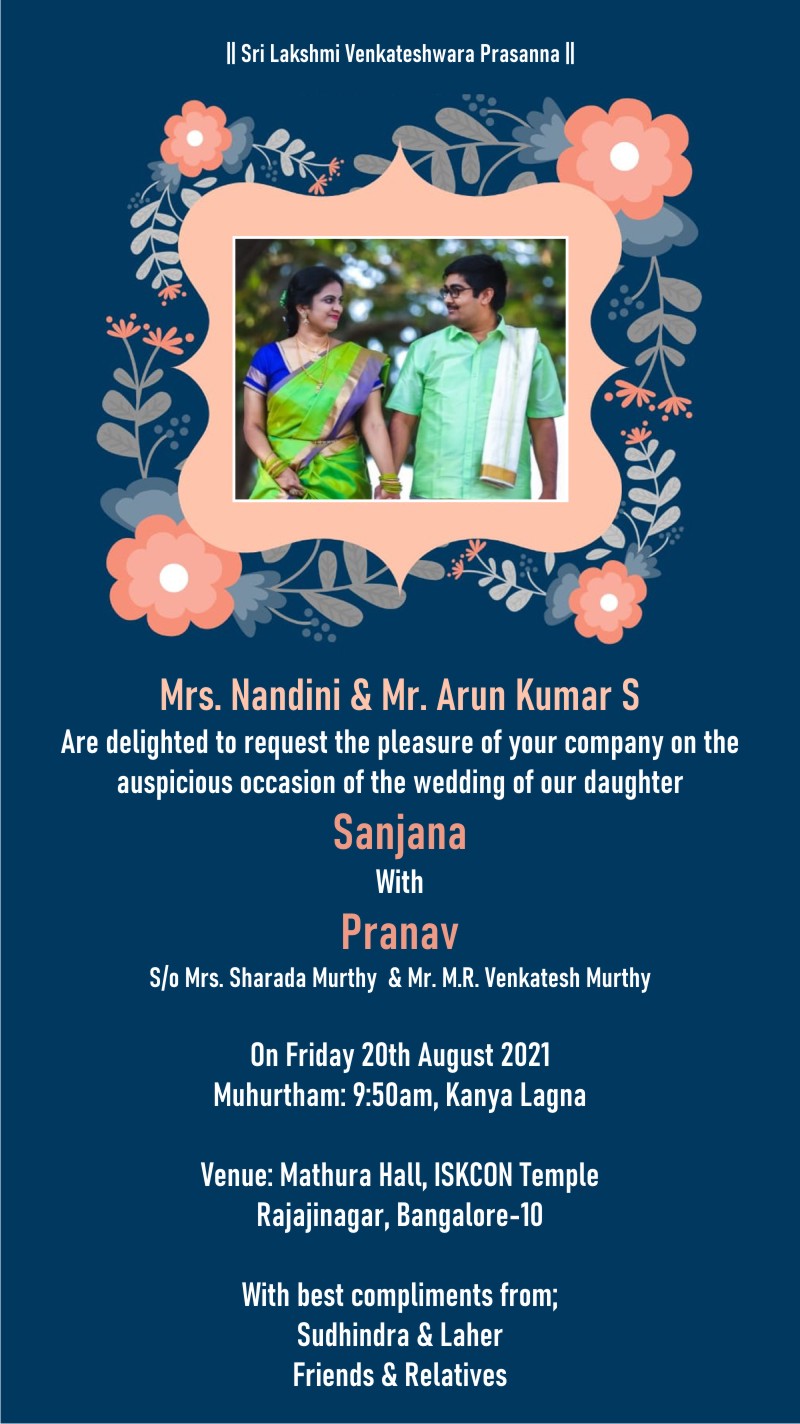 || Sri Lakshmi Venkateshwara Prasanna ||
Mrs. Nandini & Mr. Arun Kumar S
Are delighted to request the pleasure of your company on the
auspicious occasion of the wedding of our daughter
Sanjana
With
Pranav
S/o Mrs. Sharada Murthy & Mr. M.R. Venkatesh Murthy
On Friday 20th August 2021
Muhurtham: 9:50am, Kanya Lagna
Venue: Mathura Hall, ISKCON Temple
Rajajinagar, Bangalore-10
With best compliments from;
Sudhindra & Laher
Friends & Relatives